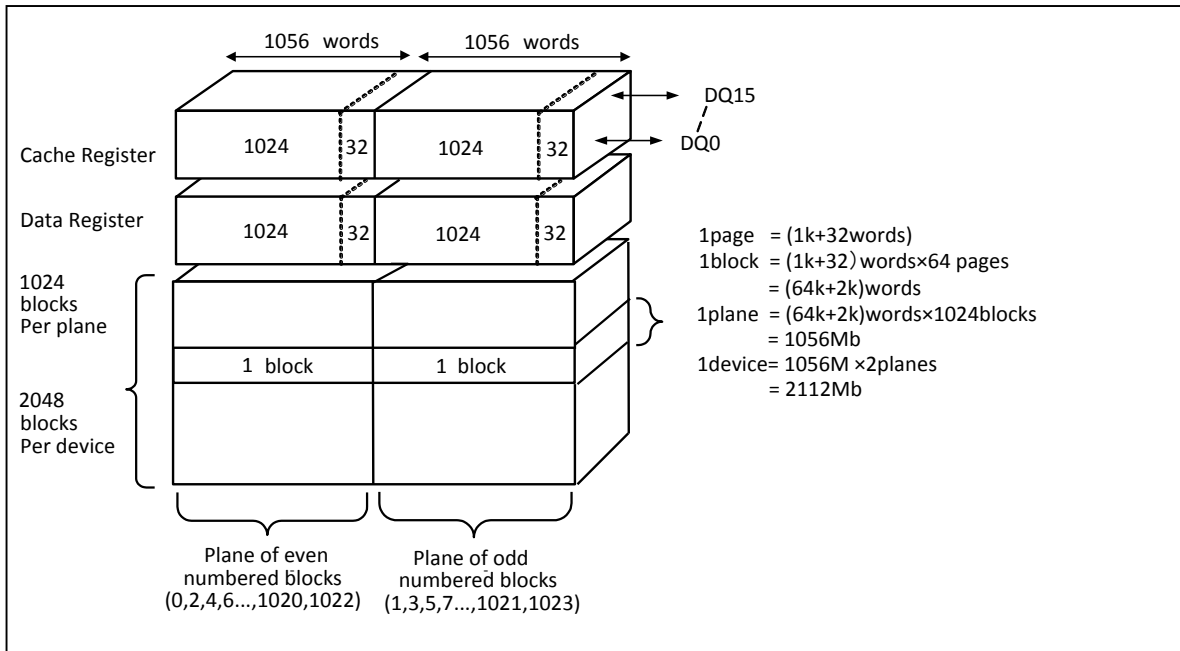 1056 words
1056 words
DQ15
DQ0
Cache Register
1024
32
1024
32
Data Register
1024
32
1024
32
1024
blocks
Per plane
2048
blocks
Per device
1 block
1 block
1page = (1k+32words)
1block = (1k+32）words×64 pages
= (64k+2k)words
1plane = (64k+2k)words×1024blocks
= 1056Mb
1device= 1056M ×2planes
= 2112Mb
Plane of even
numbered blocks
(0,2,4,6...,1020,1022)
Plane of odd
numbered blocks
(1,3,5,7...,1021,1023)